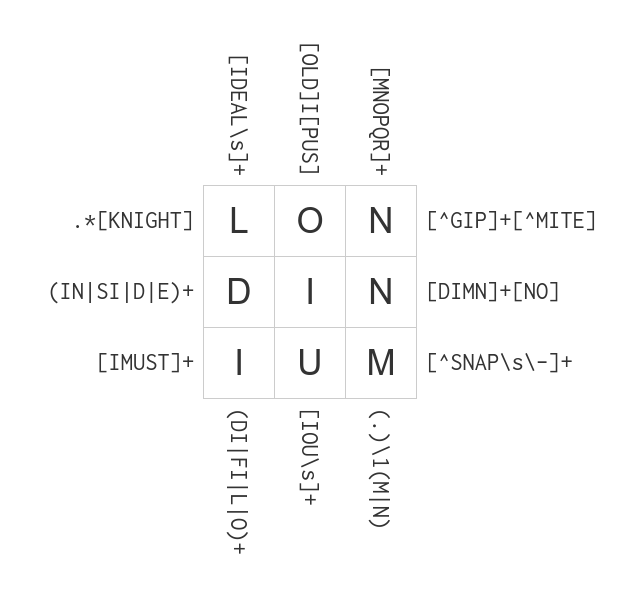 [IDEAL\s]+ [OLD]I[PUS] [MNOPQR]+
.*[KNIGHT] L O N [^GIP]+[^MITE]
(IN|SI|D|E)+ D I N [DIMN]+[NO]
[IMUST]+ I U M [^SNAP\s\-]+
(DI|FI|L|O)+ [IOU\s]+ (.)\1(M|N)